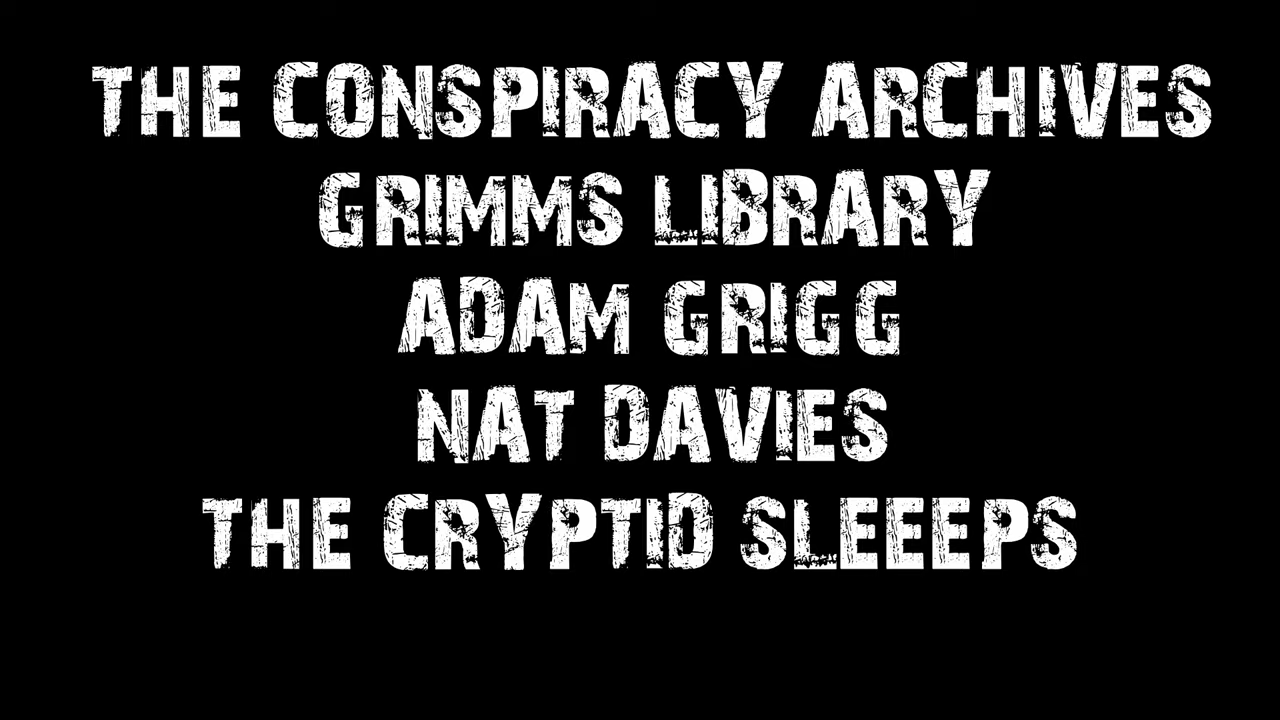 THE CONSPIRACY ARCHIVES
GRIMMS LIBRARY
ADAM GRIGG
NAT DAVIES
THE CRYPTID SLEEEPS